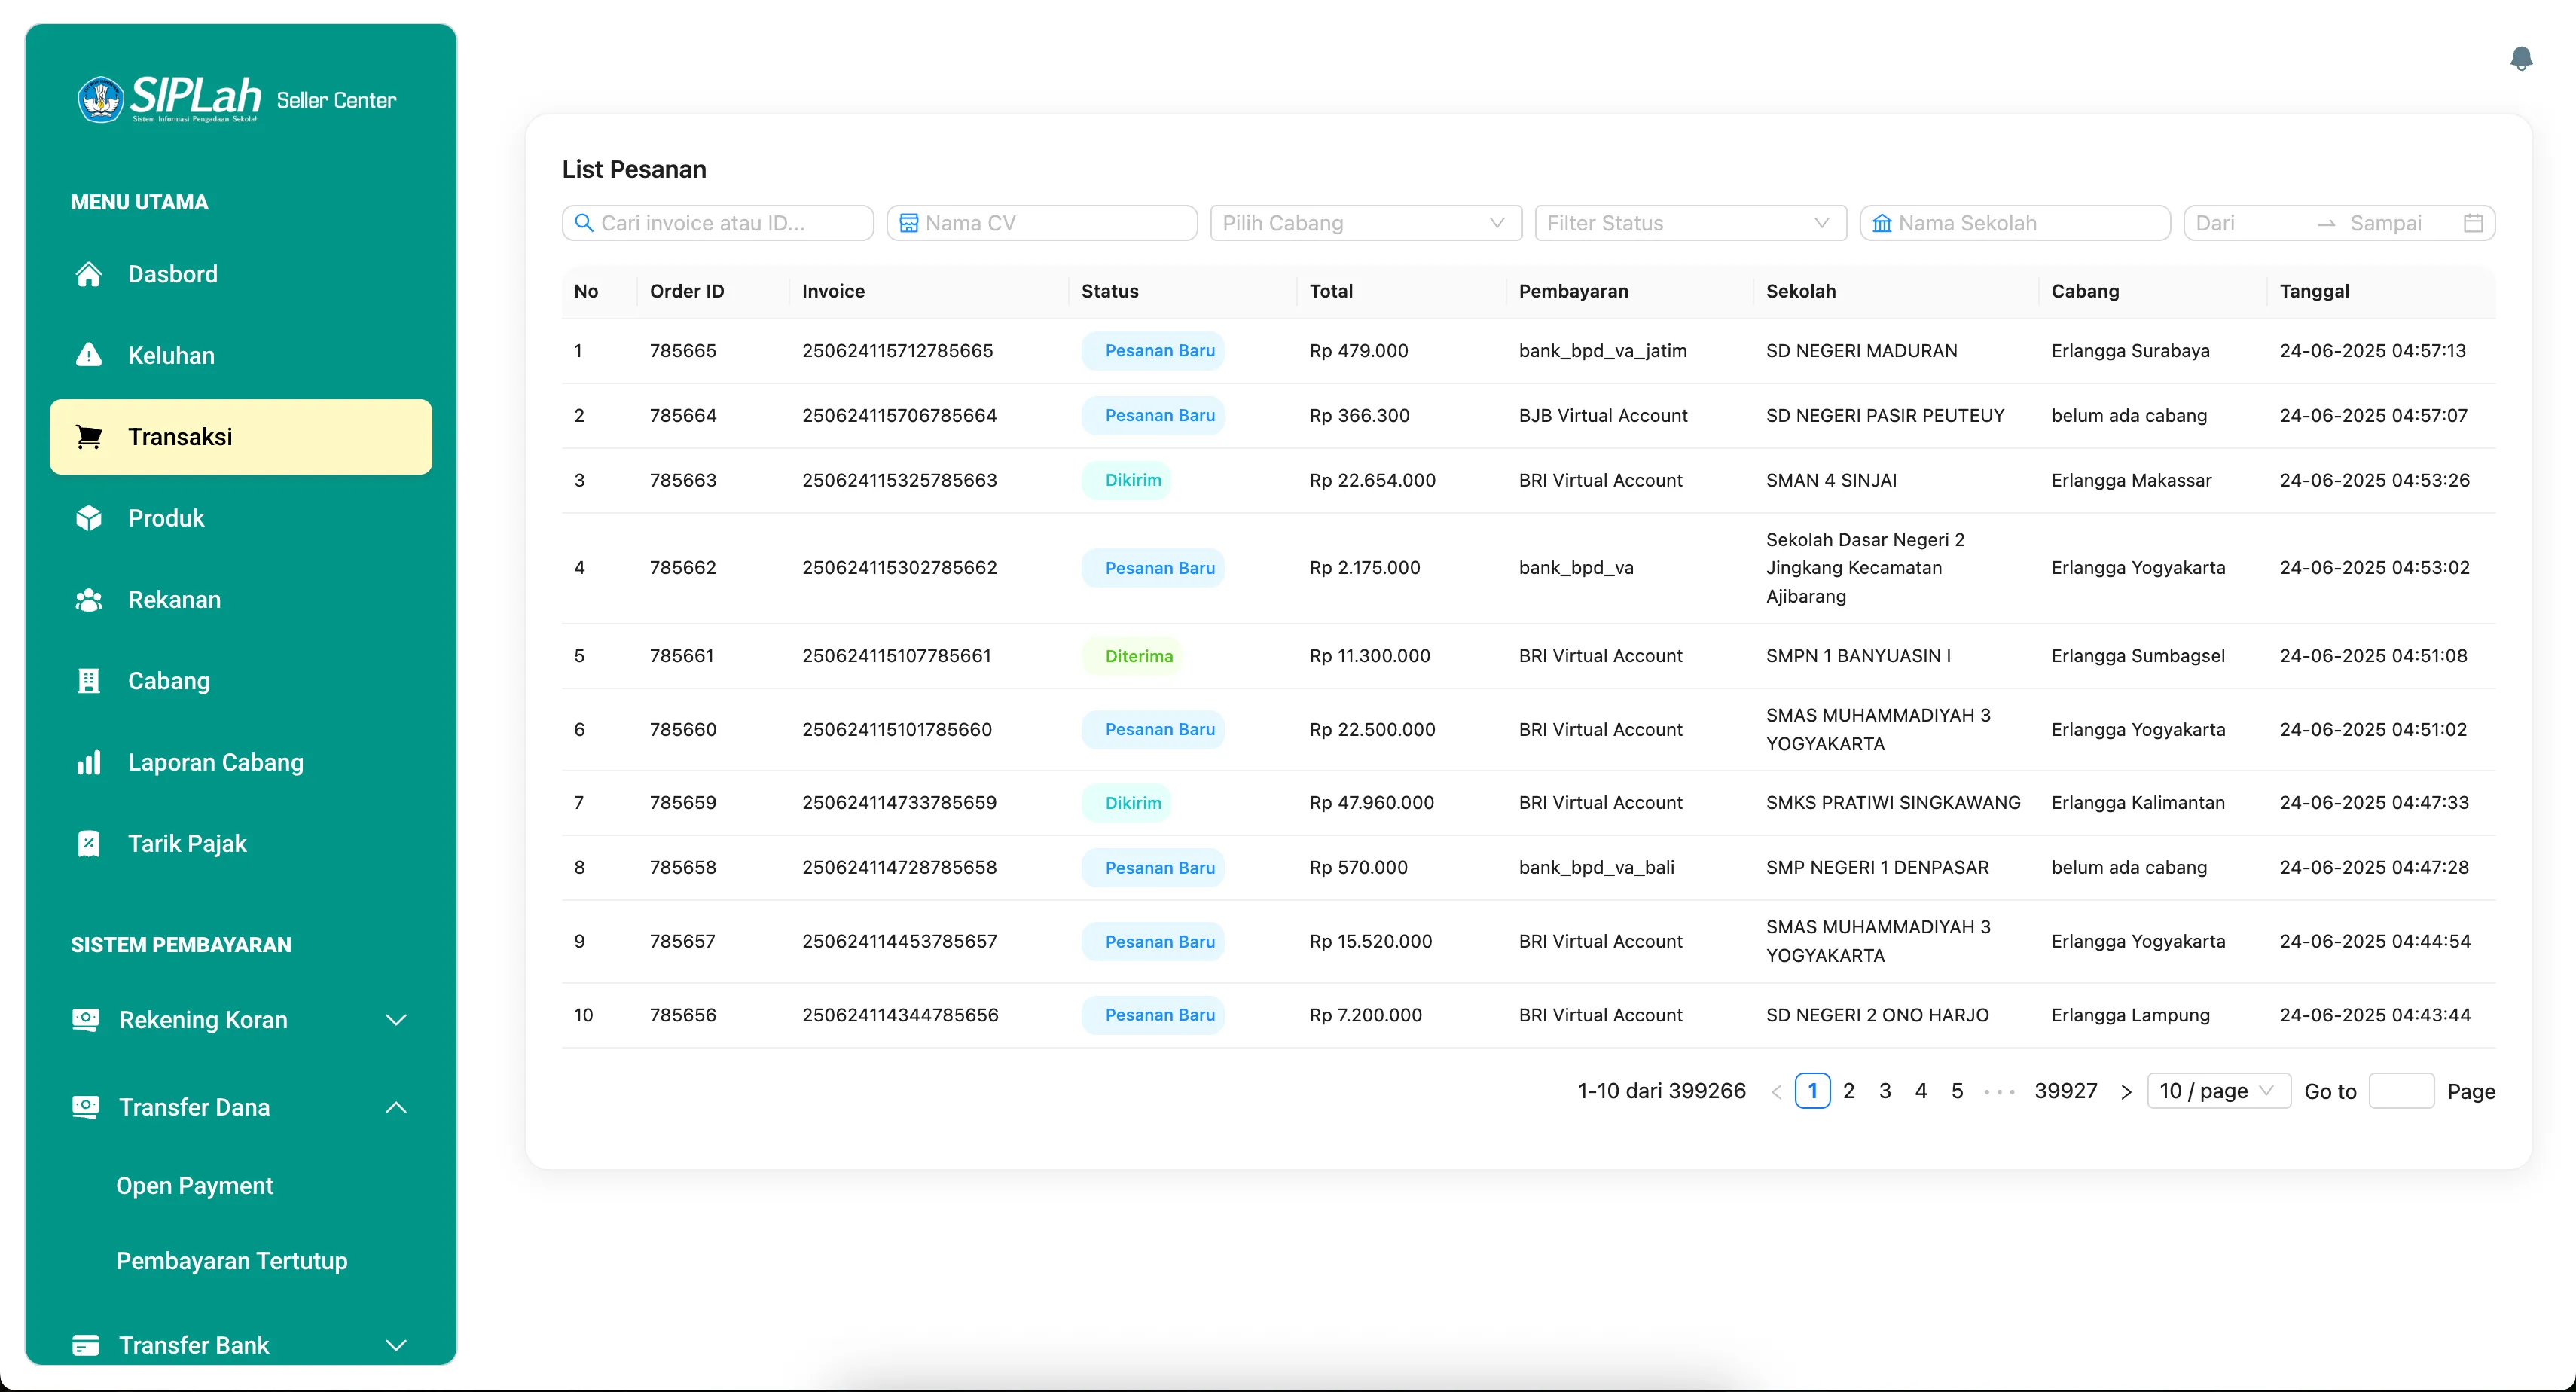 SIPLah Seller Center
Sistem Informasi Pengadaan Sekolah
MENU UTAMA
Dasbord
Keluhan
Transaksi
Produk
Rekanan
Cabang
Laporan Cabang
Tarik Pajak
SISTEM PEMBAYARAN
Rekening Koran
Transfer Dana
Open Payment
Pembayaran Tertutup
Transfer Bank
List Pesanan
Cari invoice atau ID... Nama CV Pilih Cabang Filter Status Nama Sekolah Dari Sampai
No Order ID Invoice Status Total Pembayaran Sekolah Cabang Tanggal
1 785665 250624115712785665 Pesanan Baru Rp 479.000 bank_bpd_va_jatim SD NEGERI MADURAN Erlangga Surabaya 24-06-2025 04:57:13
2 785664 250624115706785664 Pesanan Baru Rp 366.300 BJB Virtual Account SD NEGERI PASIR PEUTEUY belum ada cabang 24-06-2025 04:57:07
3 785663 250624115325785663 Dikirim Rp 22.654.000 BRI Virtual Account SMAN 4 SINJAI Erlangga Makassar 24-06-2025 04:53:26
4 785662 250624115302785662 Pesanan Baru Rp 2.175.000 bank_bpd_va Sekolah Dasar Negeri 2 Jingkang Kecamatan Ajibarang Erlangga Yogyakarta 24-06-2025 04:53:02
5 785661 250624115107785661 Diterima Rp 11.300.000 BRI Virtual Account SMPN 1 BANYUASIN I Erlangga Sumbagsel 24-06-2025 04:51:08
6 785660 250624115101785660 Pesanan Baru Rp 22.500.000 BRI Virtual Account SMAS MUHAMMADIYAH 3 YOGYAKARTA Erlangga Yogyakarta 24-06-2025 04:51:02
7 785659 250624114733785659 Dikirim Rp 47.960.000 BRI Virtual Account SMKS PRATIWI SINGKAWANG Erlangga Kalimantan 24-06-2025 04:47:33
8 785658 250624114728785658 Pesanan Baru Rp 570.000 bank_bpd_va_bali SMP NEGERI 1 DENPASAR belum ada cabang 24-06-2025 04:47:28
9 785657 250624114453785657 Pesanan Baru Rp 15.520.000 BRI Virtual Account SMAS MUHAMMADIYAH 3 YOGYAKARTA Erlangga Yogyakarta 24-06-2025 04:44:54
10 785656 250624114344785656 Pesanan Baru Rp 7.200.000 BRI Virtual Account SD NEGERI 2 ONO HARJO Erlangga Lampung 24-06-2025 04:43:44
1-10 dari 399266 < 1 2 3 4 5 ••• 39927 > 10 / page Go to Page